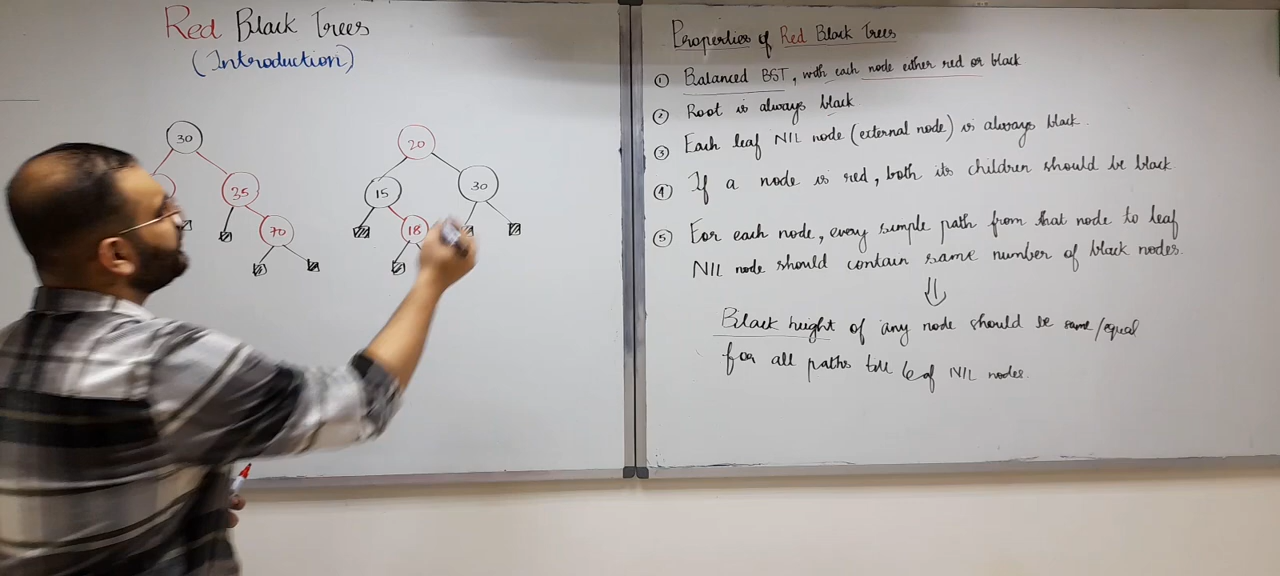 Red Black Trees
(Introduction)
30
25
70
20
15
30
18
Properties of Red Black Trees
① Balanced BST, with each node either red or black
② Root is always black
③ Each leaf NIL node (external node) is always black.
④ If a node is red, both its children should be black.
⑤ For each node, every simple path from that node to leaf
NIL node should contain same number of black nodes.
⇓
Black height of any node should be same/equal
for all paths till leaf NIL nodes.